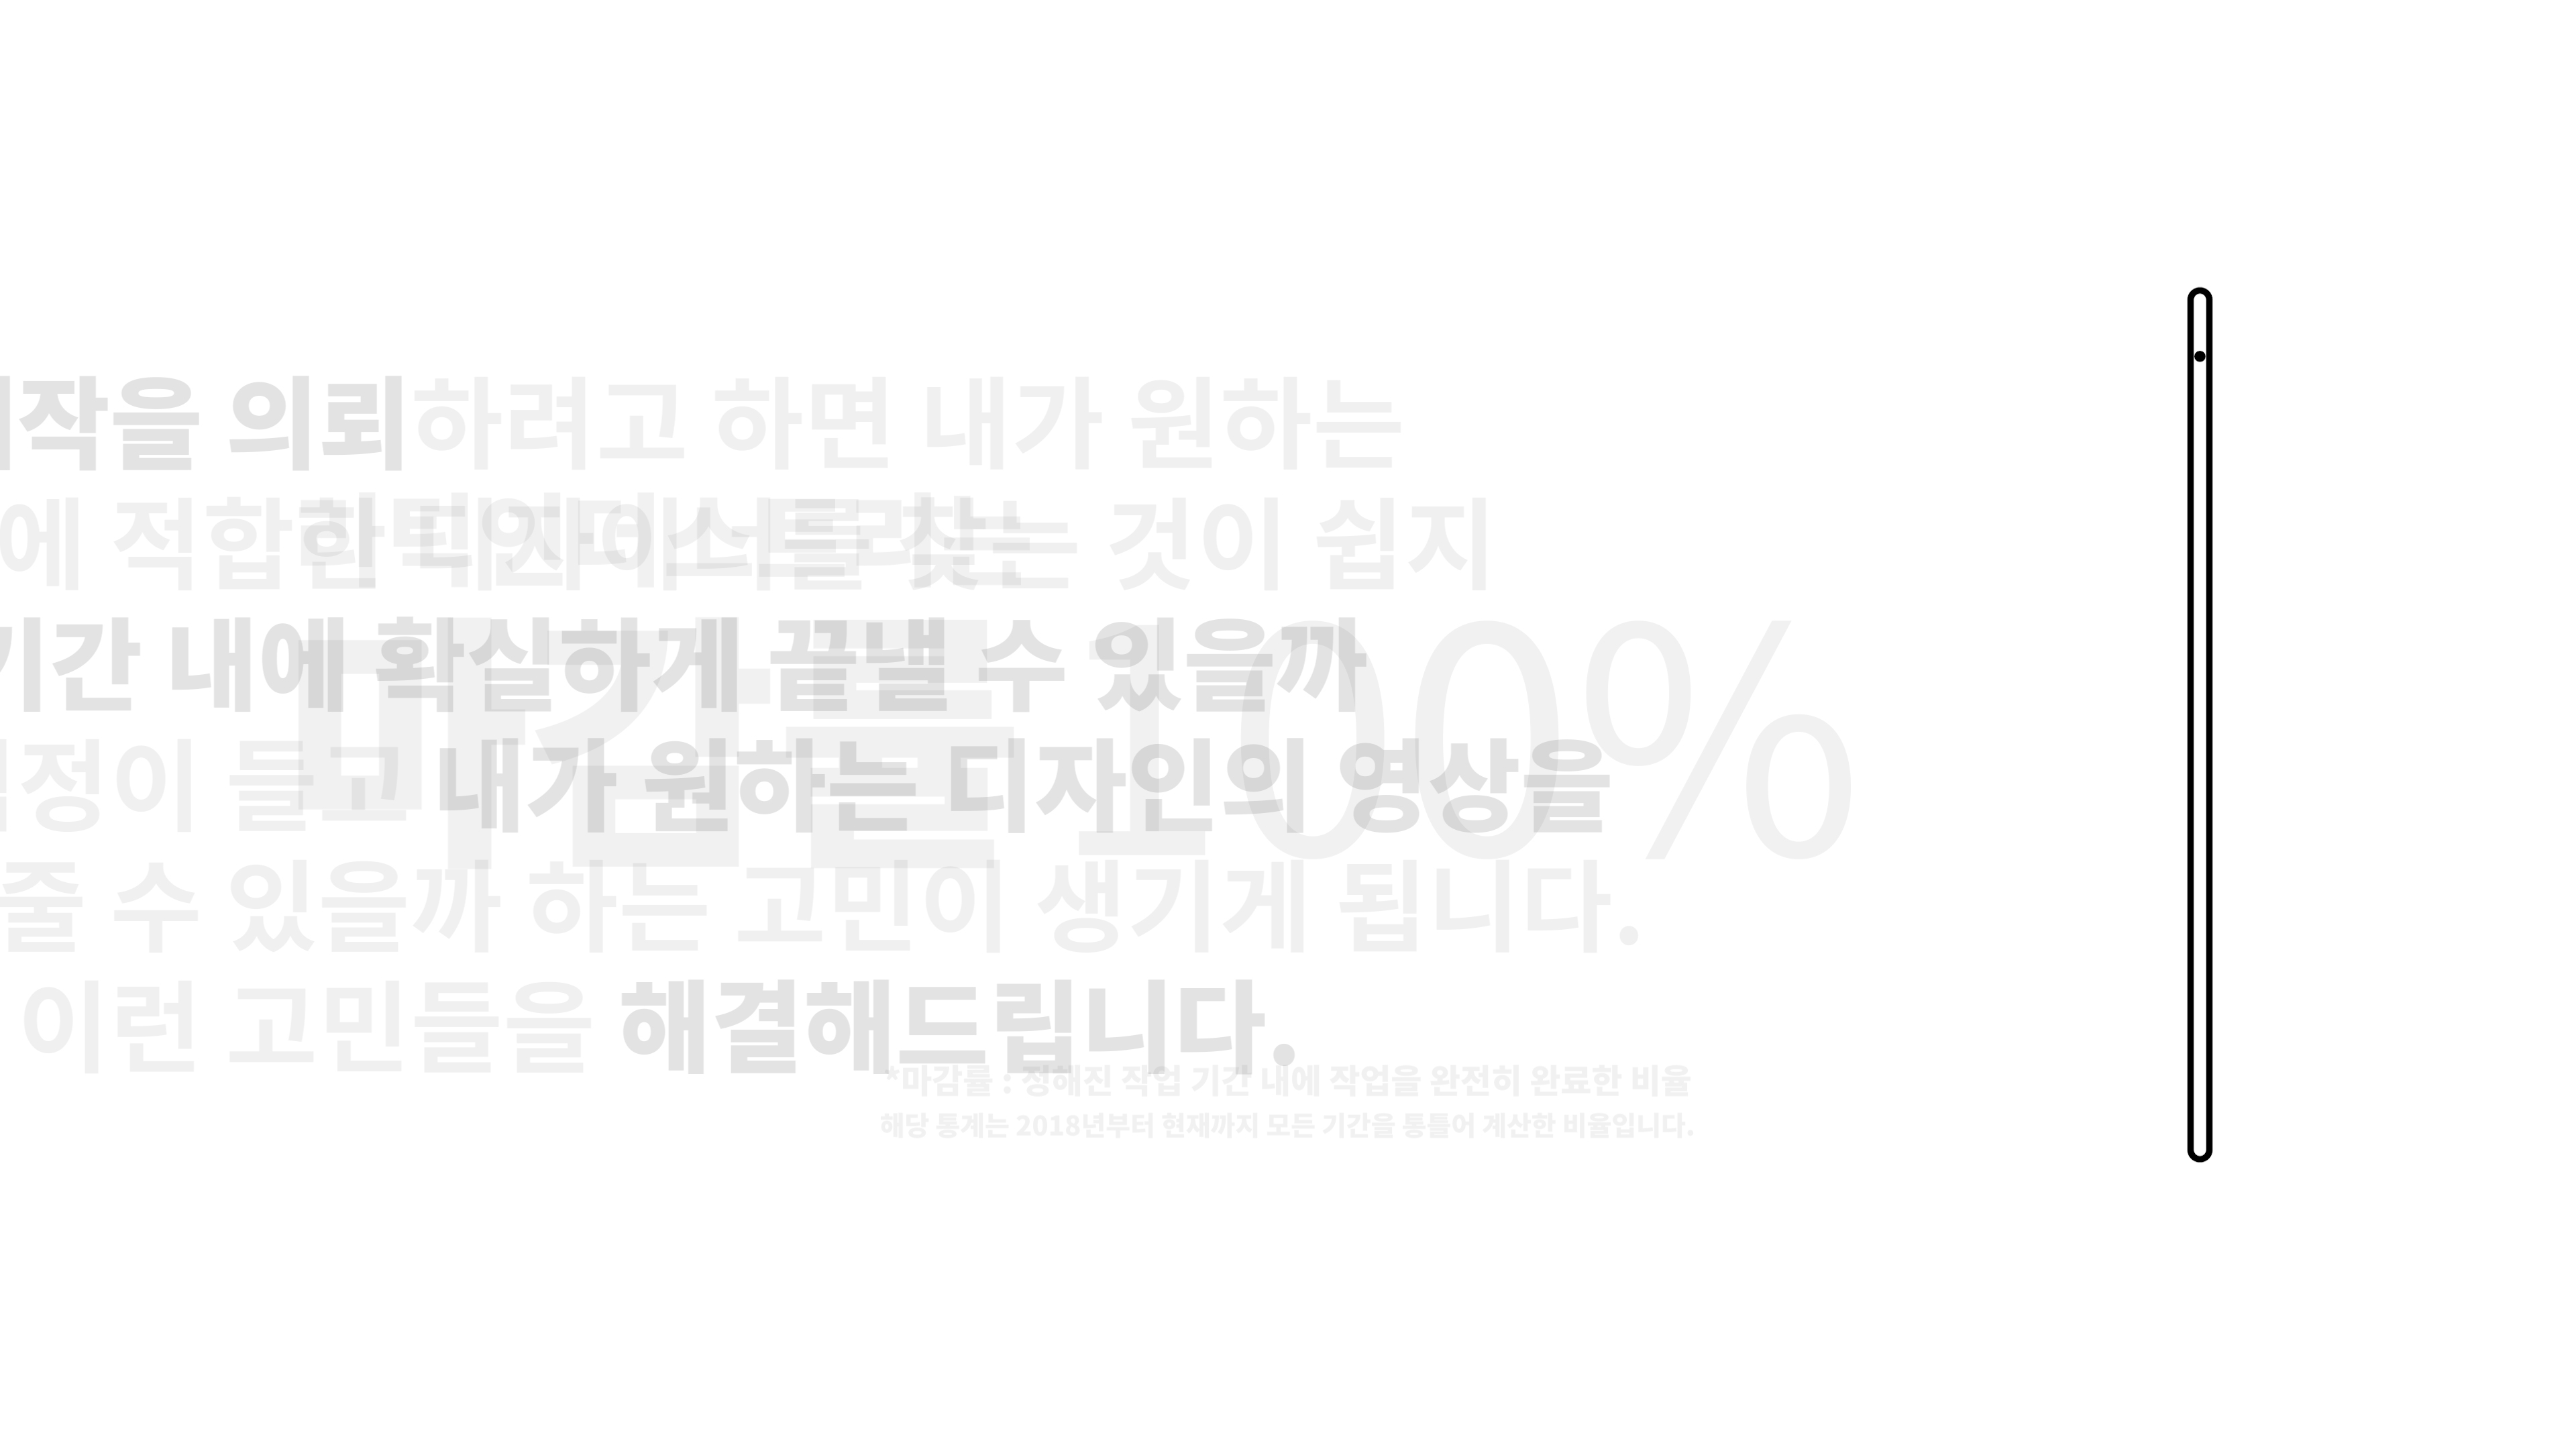 작을 의뢰하려고 하면 내가 원하는
에 적합한 는 것이 쉽지
기간 내에 확실하게 끝낼 수 있을까
정이 들고 내가 원하는 디자인의 영상을
줄 수 있을까 하는 고민이 생기게 됩니다.
이런 고민들을 해결해드립니다.
마감률 100%
*마감률 : 정해진 작업 기간 내에 작업을 완전히 완료한 비율
해당 통계는 2018년부터 현재까지 모든 기간을 통틀어 계산한 비율입니다.